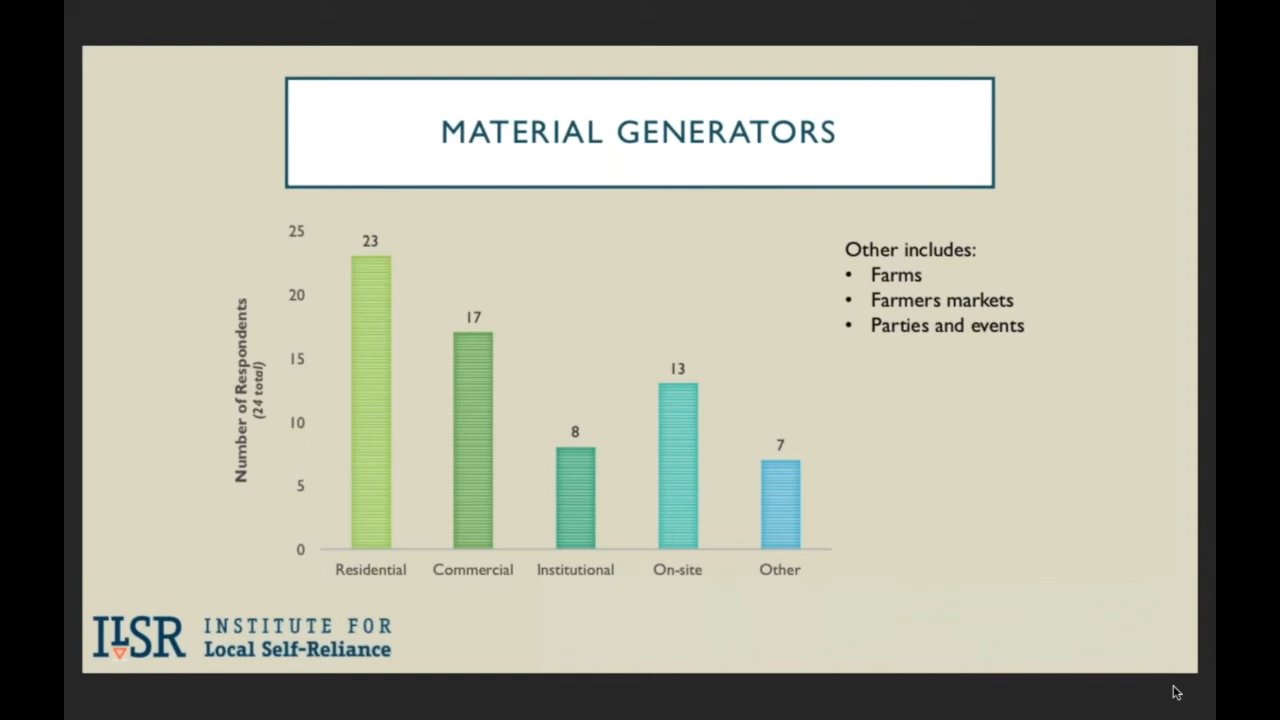 MATERIAL GENERATORS
25
20
15
10
5
0
Number of Respondents
(24 total)
23
17
8
13
7
Residential
Commercial
Institutional
On-site
Other
Other includes:
• Farms
• Farmers markets
• Parties and events
ILSR
INSTITUTE FOR
Local Self-Reliance